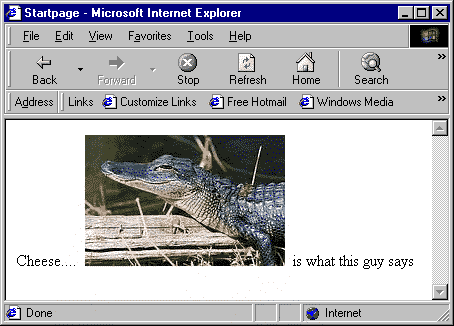 Startpage - Microsoft Internet Explorer
File Edit View Favorites Tools Help
Back Forward Stop Refresh Home Search »
Address Links Customize Links Free Hotmail Windows Media »
Cheese.... is what this guy says
Done Internet